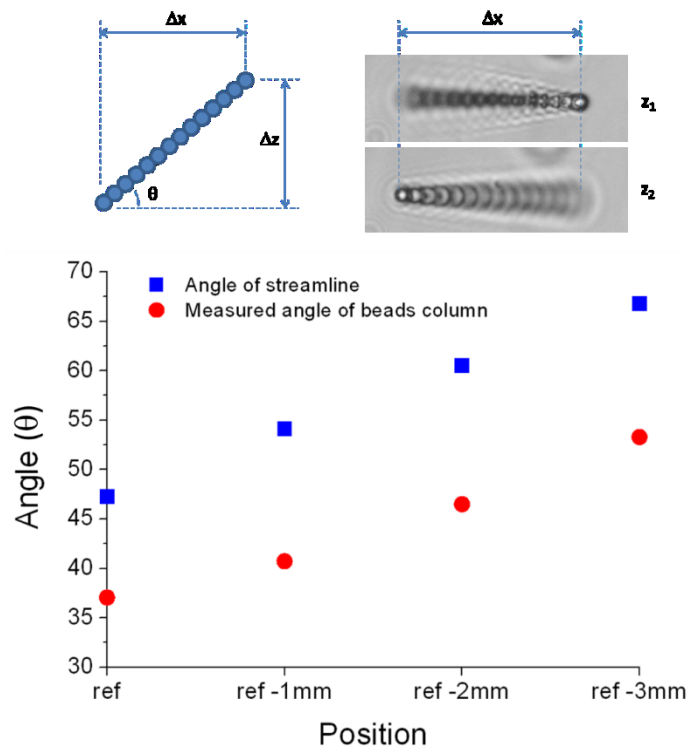 Δx
Δz
θ
Δx
z₁
z₂
Angle of streamline
Measured angle of beads column
70
65
60
55
50
45
40
35
30
Angle (θ)
ref
ref -1mm
ref -2mm
ref -3mm
Position